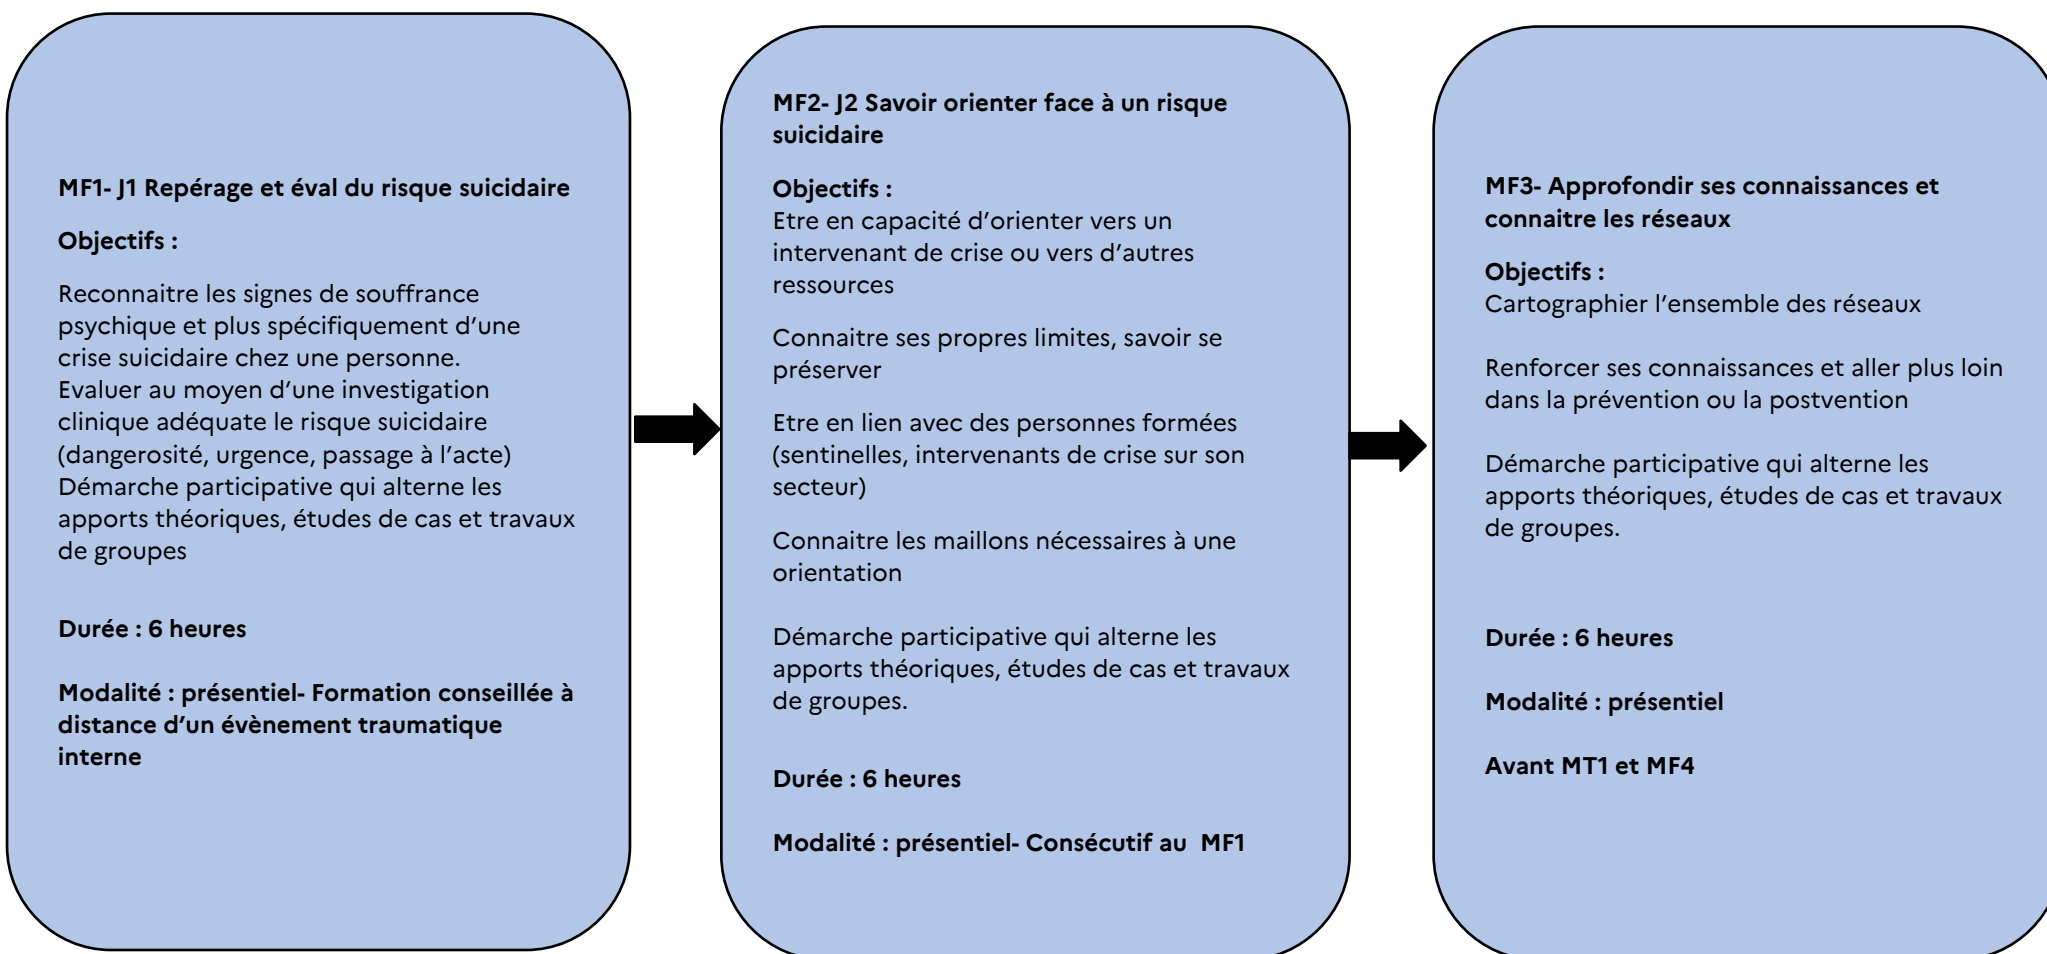 MF1- J1 Repérage et éval du risque suicidaire
Objectifs :
Reconnaitre les signes de souffrance
psychique et plus spécifiquement d’une
crise suicidaire chez une personne.
Evaluer au moyen d’une investigation
clinique adéquate le risque suicidaire
(dangerosité, urgence, passage à l’acte)
Démarche participative qui alterne les
apports théoriques, études de cas et travaux
de groupes
Durée : 6 heures
Modalité : présentiel- Formation conseillée à
distance d’un évènement traumatique
interne
MF2- J2 Savoir orienter face à un risque
suicidaire
Objectifs :
Etre en capacité d’orienter vers un
intervenant de crise ou vers d’autres
ressources
Connaitre ses propres limites, savoir se
préserver
Etre en lien avec des personnes formées
(sentinelles, intervenants de crise sur son
secteur)
Connaitre les maillons nécessaires à une
orientation
Démarche participative qui alterne les
apports théoriques, études de cas et travaux
de groupes.
Durée : 6 heures
Modalité : présentiel- Consécutif au  MF1
MF3- Approfondir ses connaissances et
connaitre les réseaux
Objectifs :
Cartographier l’ensemble des réseaux
Renforcer ses connaissances et aller plus loin
dans la prévention ou la postvention
Démarche participative qui alterne les
apports théoriques, études de cas et travaux
de groupes.
Durée : 6 heures
Modalité : présentiel
Avant MT1 et MF4